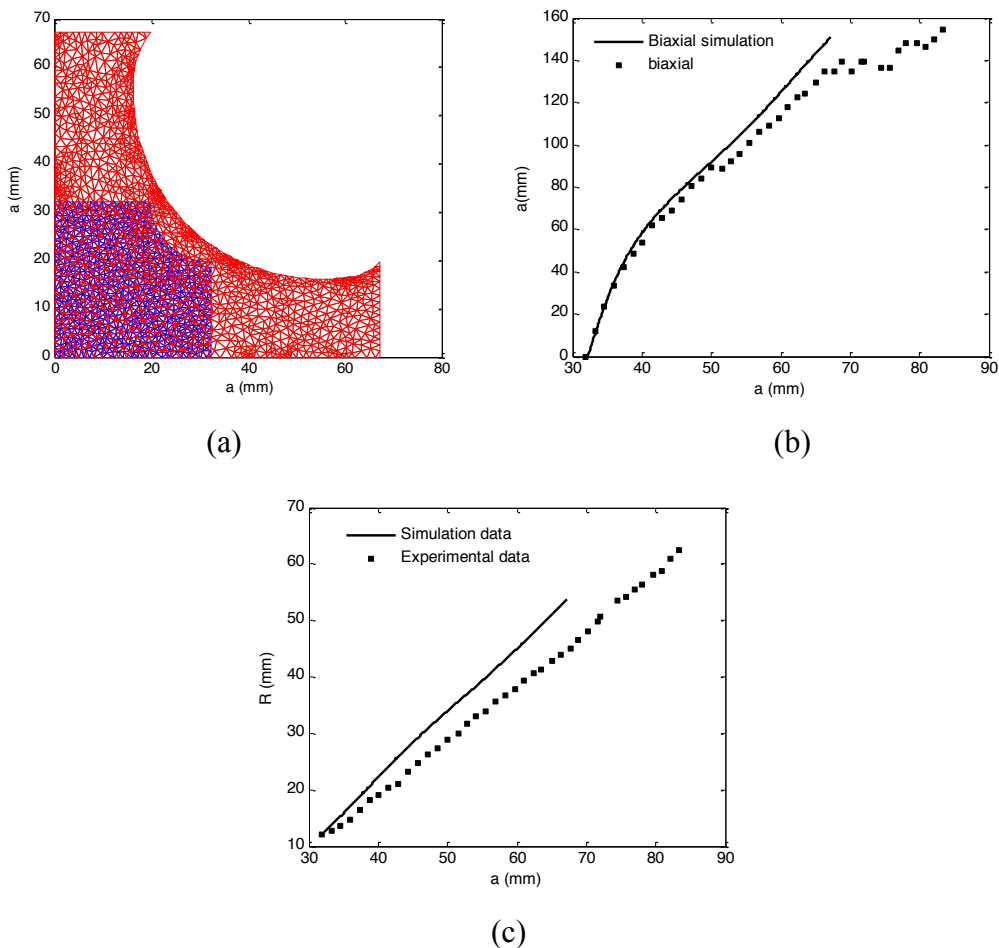 70
60
50
40
30
20
10
0
a (mm)
0 20 40 60 80
a (mm)
(a)
160
140
120
100
80
60
40
20
0
a(mm)
Biaxial simulation
biaxial
30 40 50 60 70 80 90
a (mm)
(b)
70
60
50
40
30
20
10
R (mm)
Simulation data
Experimental data
30 40 50 60 70 80 90
a (mm)
(c)